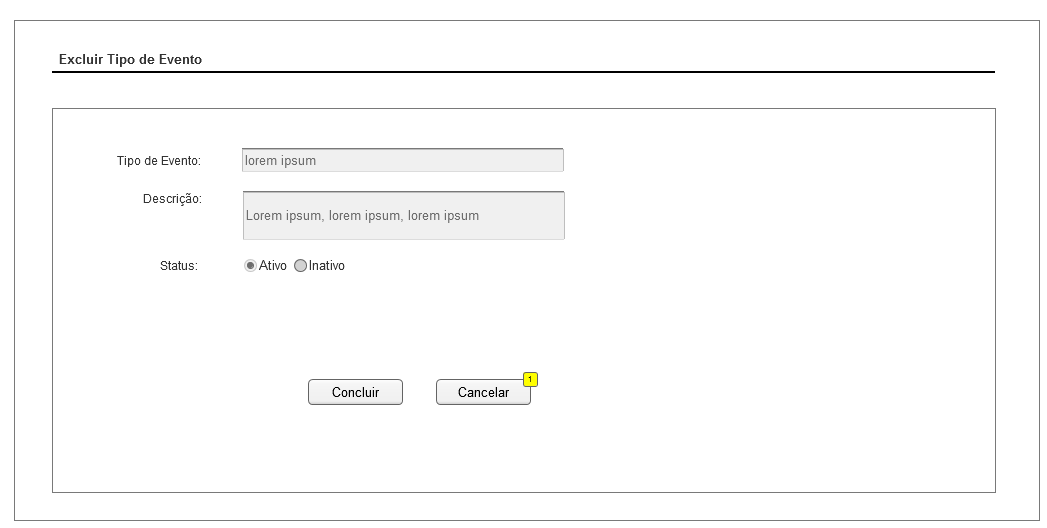 Excluir Tipo de Evento
Tipo de Evento: lorem ipsum
Descrição: Lorem ipsum, lorem ipsum, lorem ipsum
Status: Ativo Inativo
Concluir Cancelar 1